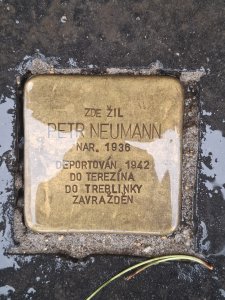 ZDE ŽIL
PETR NEUMANN
NAR. 1936
DEPORTOVÁN 1942
DO TEREZÍNA
DO TREBLINKY
ZAVRAŽDĚN